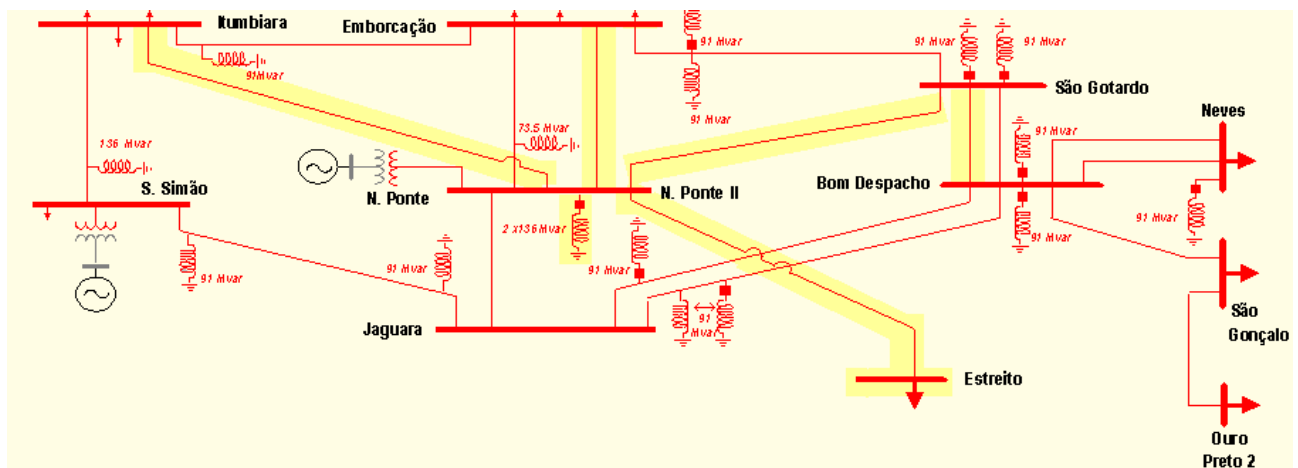 Itumbiara
Emborcação
91 Mvar
91 Mvar
91 Mvar
91Mvar
São Gotardo
91 Mvar
Neves
73.5 Mvar
136 Mvar
91 Mvar
S. Simão
N. Ponte
N. Ponte II
Bom Despacho
2 x136 Mvar
91 Mvar
91 Mvar
91 Mvar
91 Mvar
91 Mvar
91
Mvar
Jaguara
São
Gonçalo
Estreito
Ouro
Preto 2